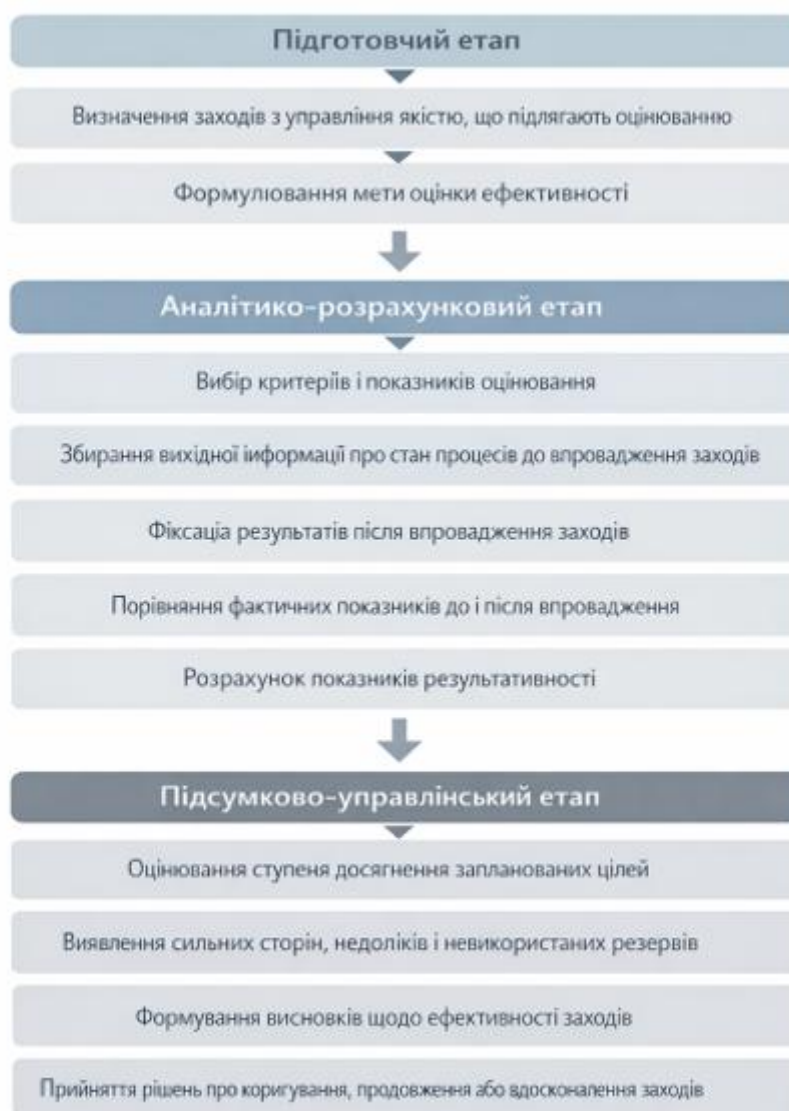 Підготовчий етап
Визначення заходів з управління якістю, що підлягають оцінюванню
Формулювання мети оцінки ефективності
Аналітико-розрахунковий етап
Вибір критеріїв і показників оцінювання
Збирання вихідної інформації про стан процесів до впровадження заходів
Фіксація результатів після впровадження заходів
Порівняння фактичних показників до і після впровадження
Розрахунок показників результативності
Підсумково-управлінський етап
Оцінювання ступеня досягнення запланованих цілей
Виявлення сильних сторін, недоліків і невикористаних резервів
Формування висновків щодо ефективності заходів
Прийняття рішень про коригування, продовження або вдосконалення заходів